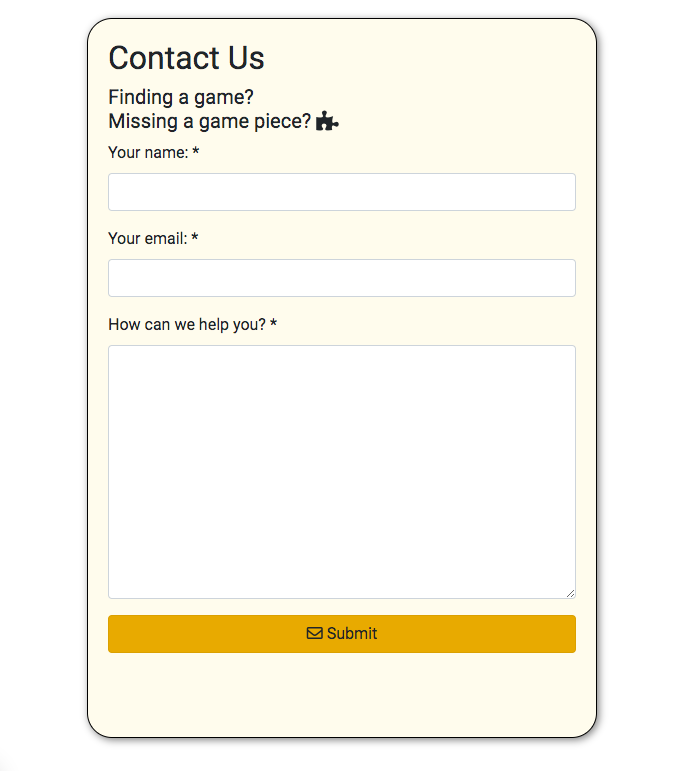 Contact Us
Finding a game?
Missing a game piece?
Your name: *
Your email: *
How can we help you? *
Submit